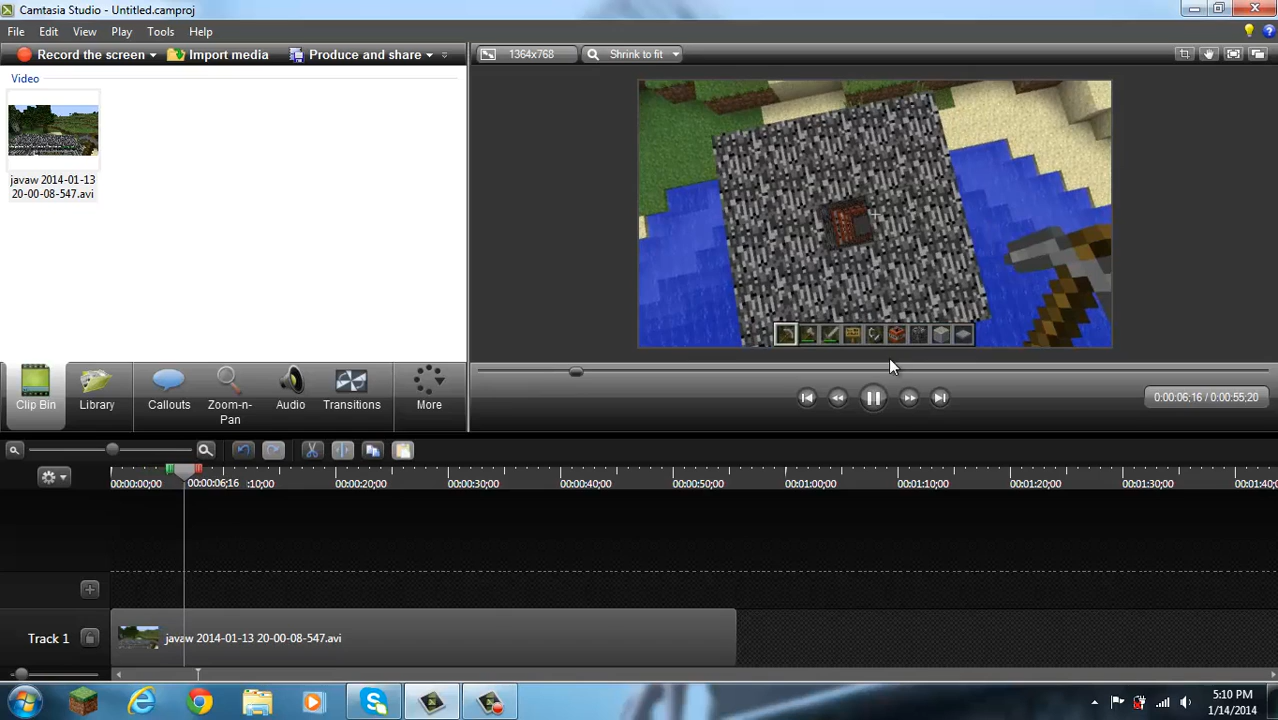 Camtasia Studio - Untitled.camproj
File Edit View Play Tools Help
Record the screen Import media Produce and share
1364x768 Shrink to fit
Video
javaw 2014-01-13
20-00-08-547.avi
Clip Bin Library Callouts Zoom-n-Pan Audio Transitions More
0:00:06;16 / 0:00:55;20
00:00:00;00 00:00:06;16 :10;00 00:00:20;00 00:00:30;00 00:00:40;00 00:00:50;00 00:01:00;00 00:01:10;00 00:01:20;00 00:01:30;00 00:01:40;0
Track 1 javaw 2014-01-13 20-00-08-547.avi
5:10 PM
1/14/2014